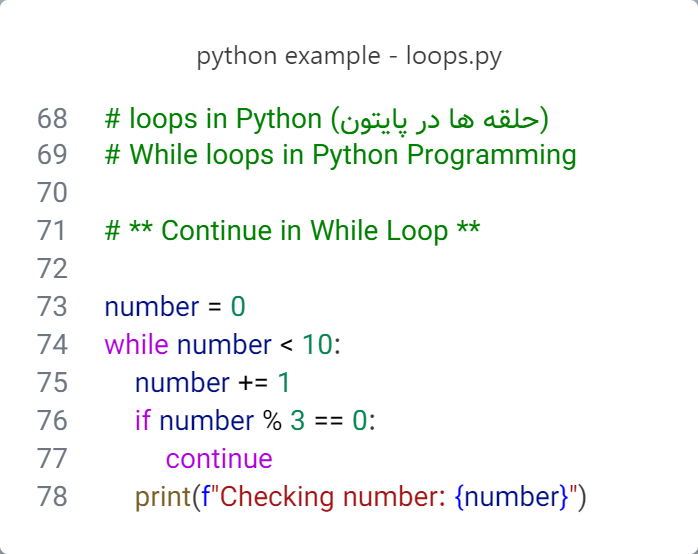 python example - loops.py
68 # loops in Python (حلقه ها در پایتون)
69 # While loops in Python Programming
70
71 # ** Continue in While Loop **
72
73 number = 0
74 while number < 10:
75     number += 1
76     if number % 3 == 0:
77         continue
78     print(f"Checking number: {number}")